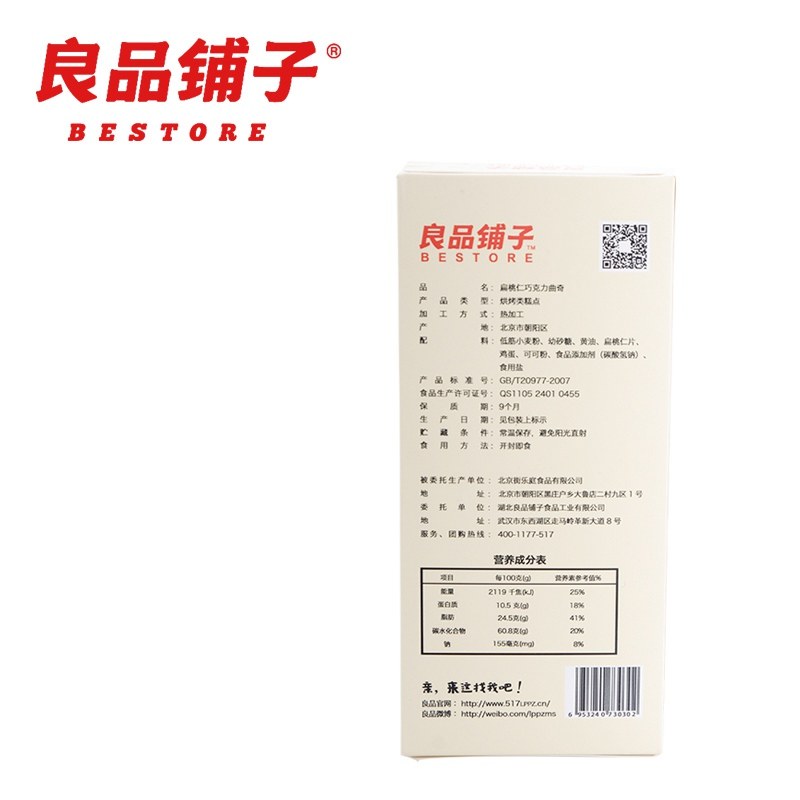 良品铺子®
BESTORE
良品铺子™
BESTORE
品名：扁桃仁巧克力曲奇
产品类型：烘烤类糕点
加工方式：热加工
产地：北京市朝阳区
配料：低筋小麦粉、幼砂糖、黄油、扁桃仁片、
鸡蛋、可可粉、食品添加剂（碳酸氢钠）、
食用盐
产品标准号：GB/T20977-2007
食品生产许可证号：QS1105 2401 0455
保质期：9个月
生产日期：见包装上标示
贮藏条件：常温保存、避免阳光直射
食用方法：开封即食
被委托生产单位：北京街乐庭食品有限公司
地址：北京市朝阳区黑庄户乡大鲁店二村九区1号
委托单位：湖北良品铺子食品工业有限公司
地址：武汉市东西湖区走马岭革新大道8号
服务、团购热线：400-1177-517
营养成分表
项目 每100克(g) 营养素参考值%
能量 2119 千焦(kJ) 25%
蛋白质 10.5 克(g) 18%
脂肪 24.5克(g) 41%
碳水化合物 60.8克(g) 20%
钠 155毫克(mg) 8%
亲，来这找我吧！
良品官网：http://www.517LPPZ.cn/
良品微博：http://weibo.com/lppzms
6 953240 730302